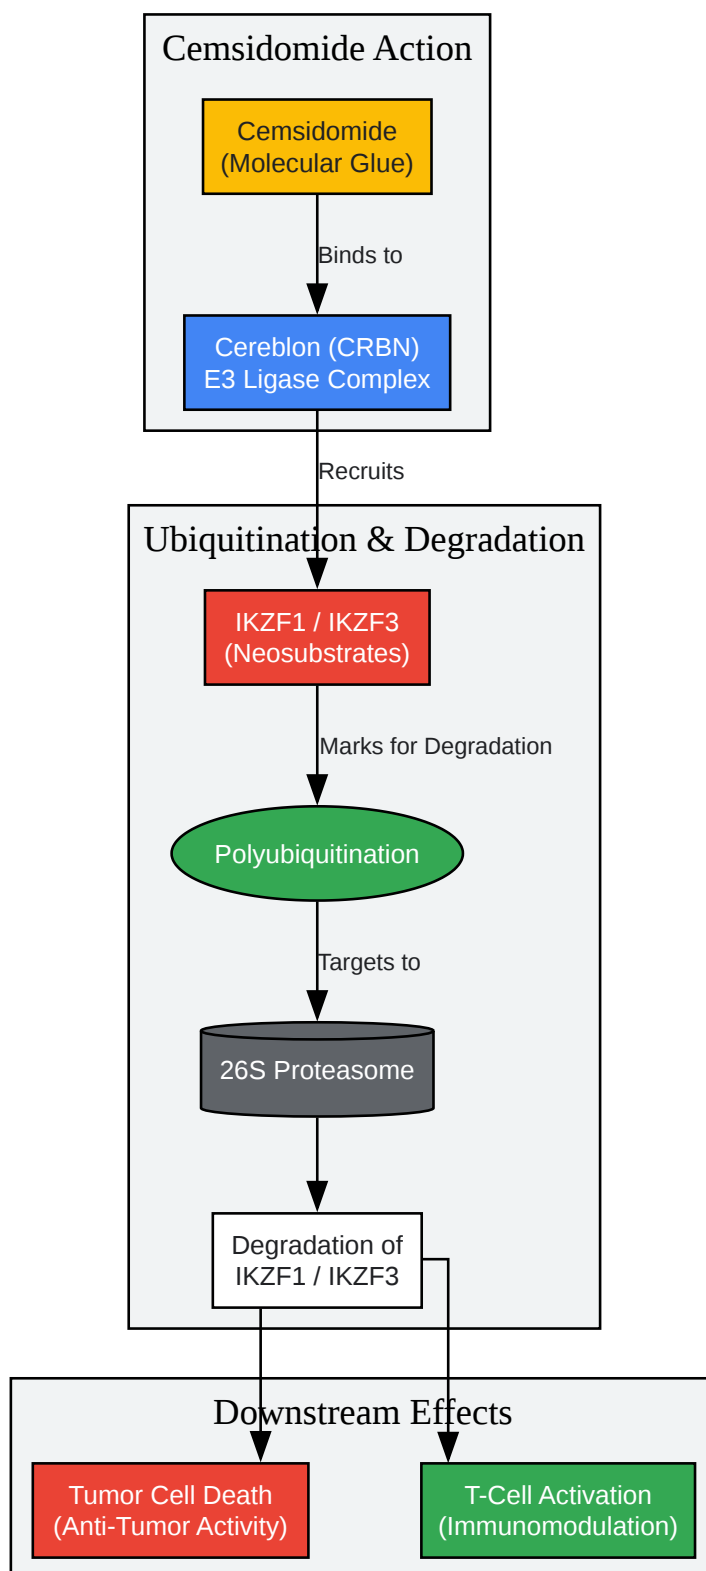 Cemsidomide Action
Cemsidomide
(Molecular Glue)
Binds to
Cereblon (CRBN)
E3 Ligase Complex
Recruits
Ubiquitination & Degradation
IKZF1 / IKZF3
(Neosubstrates)
Marks for Degradation
Polyubiquitination
Targets to
26S Proteasome
Degradation of
IKZF1 / IKZF3
Downstream Effects
Tumor Cell Death
(Anti-Tumor Activity)
T-Cell Activation
(Immunomodulation)